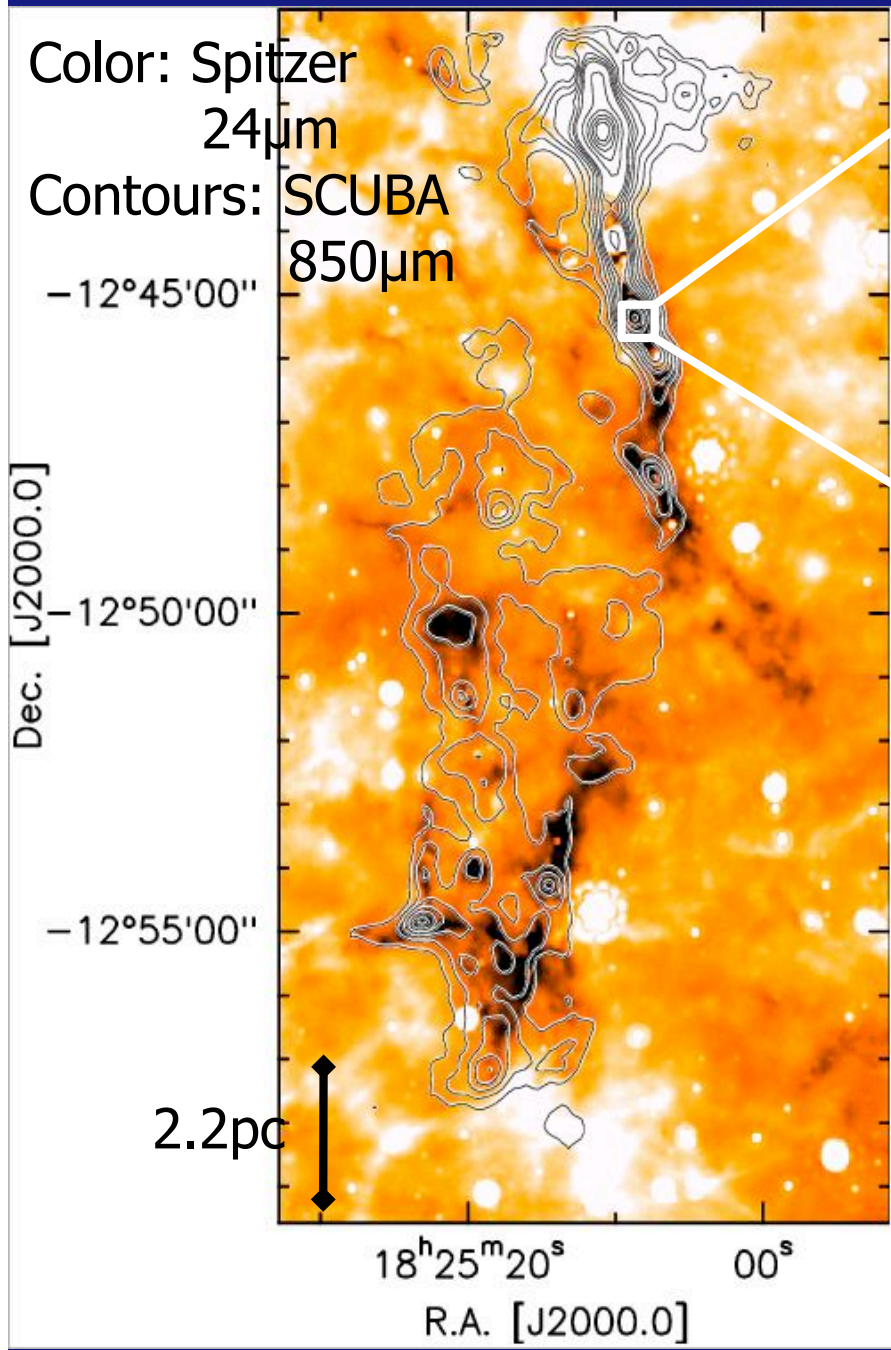 Color: Spitzer
24μm
Contours: SCUBA
850μm
−12°45'00"
−12°50'00"
−12°55'00"
Dec. [J2000.0]
2.2pc
18ʰ25ᵐ20ˢ 00ˢ
R.A. [J2000.0]